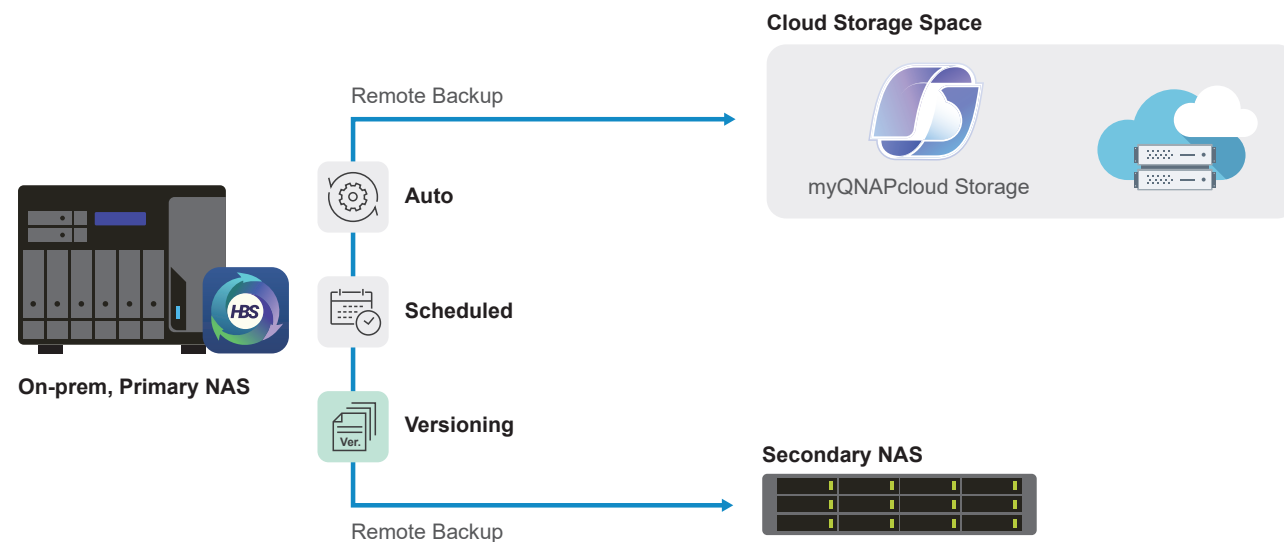 Cloud Storage Space
Remote Backup
myQNAPcloud Storage
Auto
HBS
Scheduled
On-prem, Primary NAS
Ver.
Versioning
Secondary NAS
Remote Backup